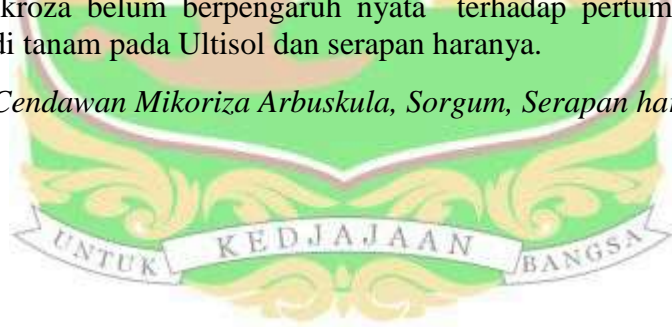 kroza belum berpengaruh nyata terhadap pertum
di tanam pada Ultisol dan serapan haranya.
Cendawan Mikoriza Arbuskula, Sorgum, Serapan har
UNTUK KEDJAJAAN BANGSA